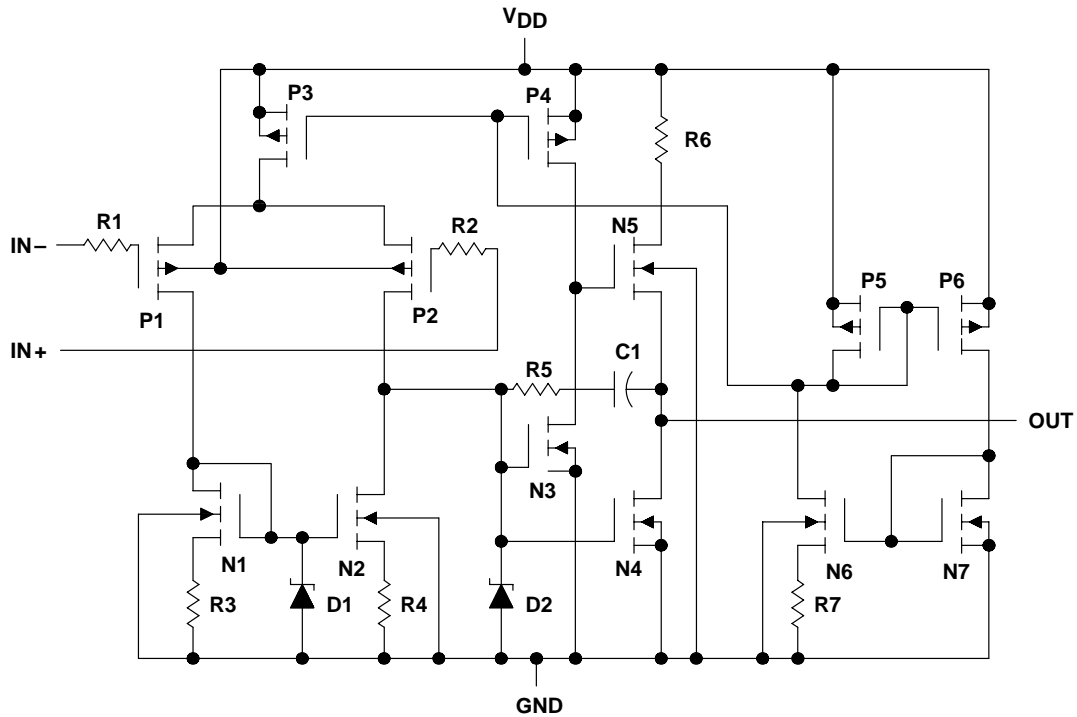 VDD
P3
P4
R6
R1
R2
N5
IN−
P5
P6
P1
P2
IN+
R5
C1
OUT
N3
N1
N2
N4
N6
N7
R3
D1
R4
D2
R7
GND